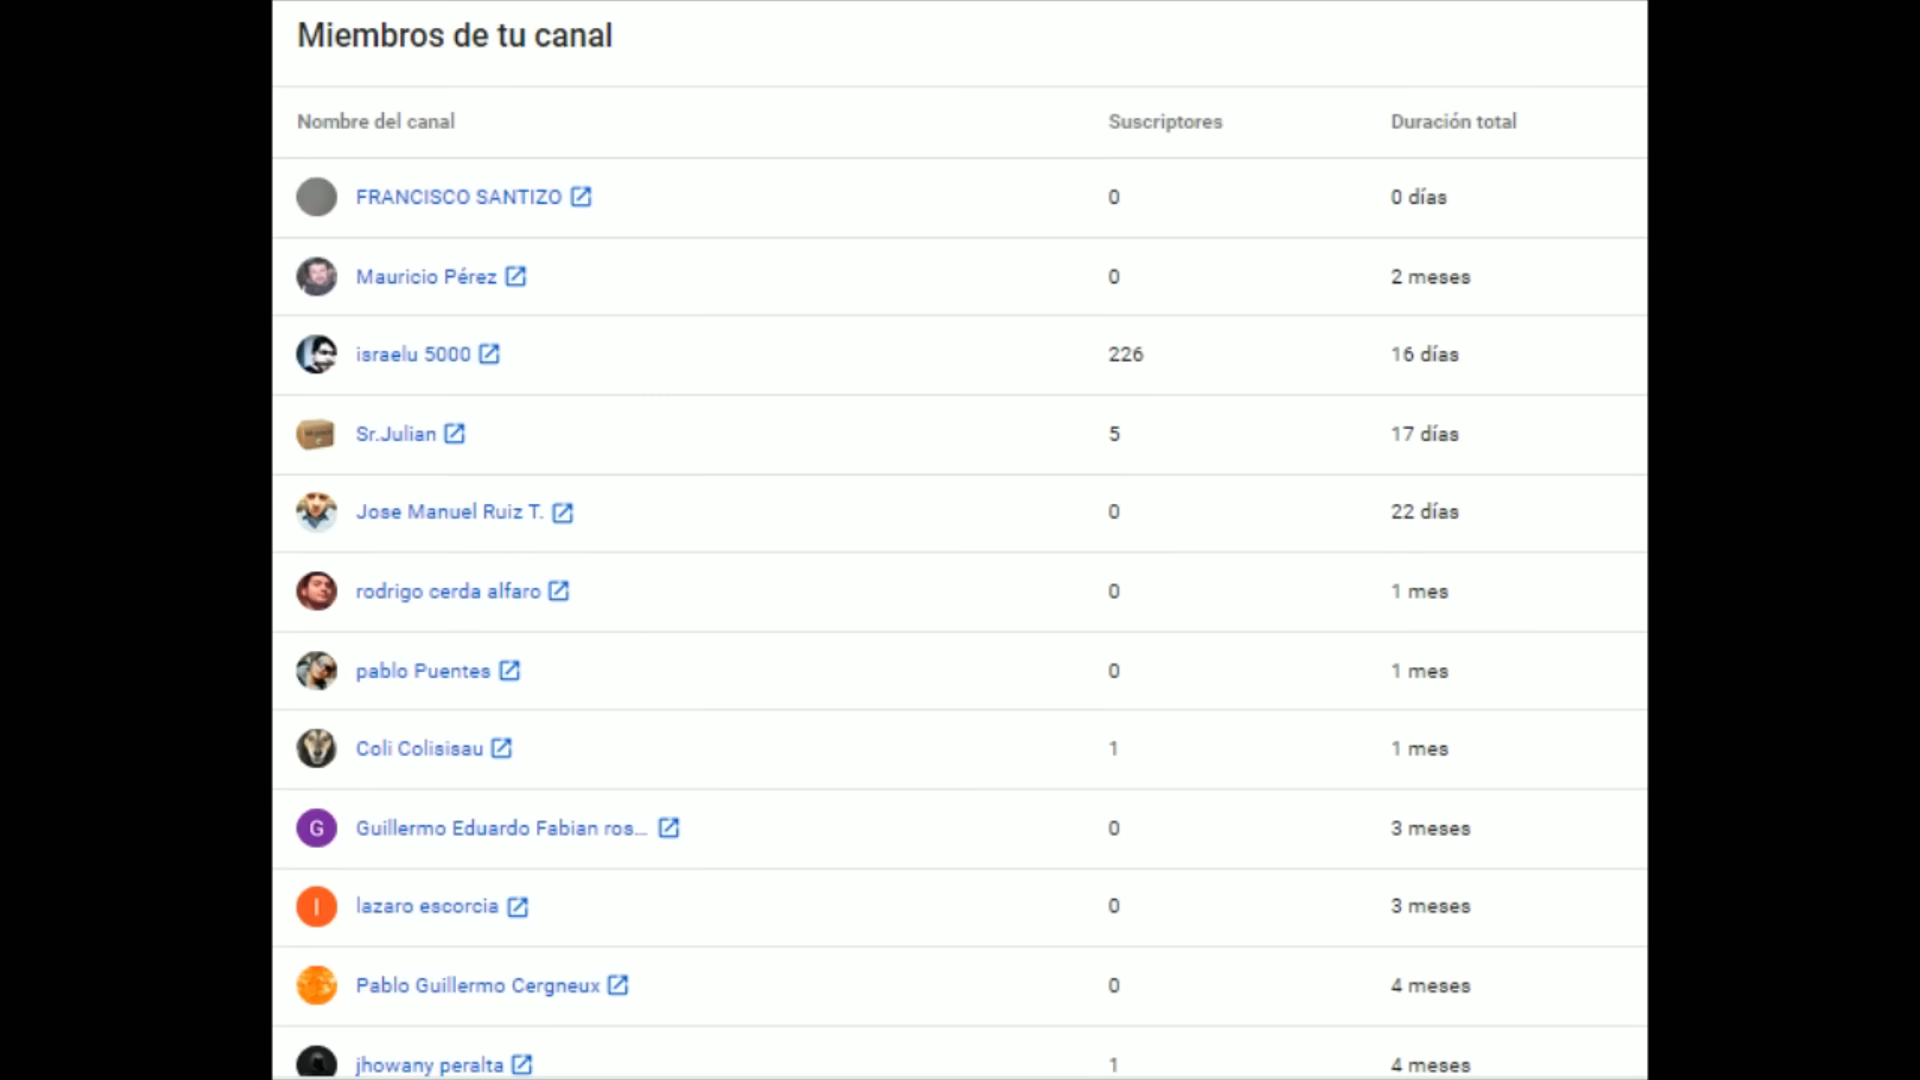 Miembros de tu canal
Nombre del canal Suscriptores Duración total
FRANCISCO SANTIZO 0 0 días
Mauricio Pérez 0 2 meses
israelu 5000 226 16 días
Sr.Julian 5 17 días
Jose Manuel Ruiz T. 0 22 días
rodrigo cerda alfaro 0 1 mes
pablo Puentes 0 1 mes
Coli Colisisau 1 1 mes
G Guillermo Eduardo Fabian ros... 0 3 meses
l lazaro escorcia 0 3 meses
Pablo Guillermo Cergneux 0 4 meses
jhowany peralta 1 4 meses